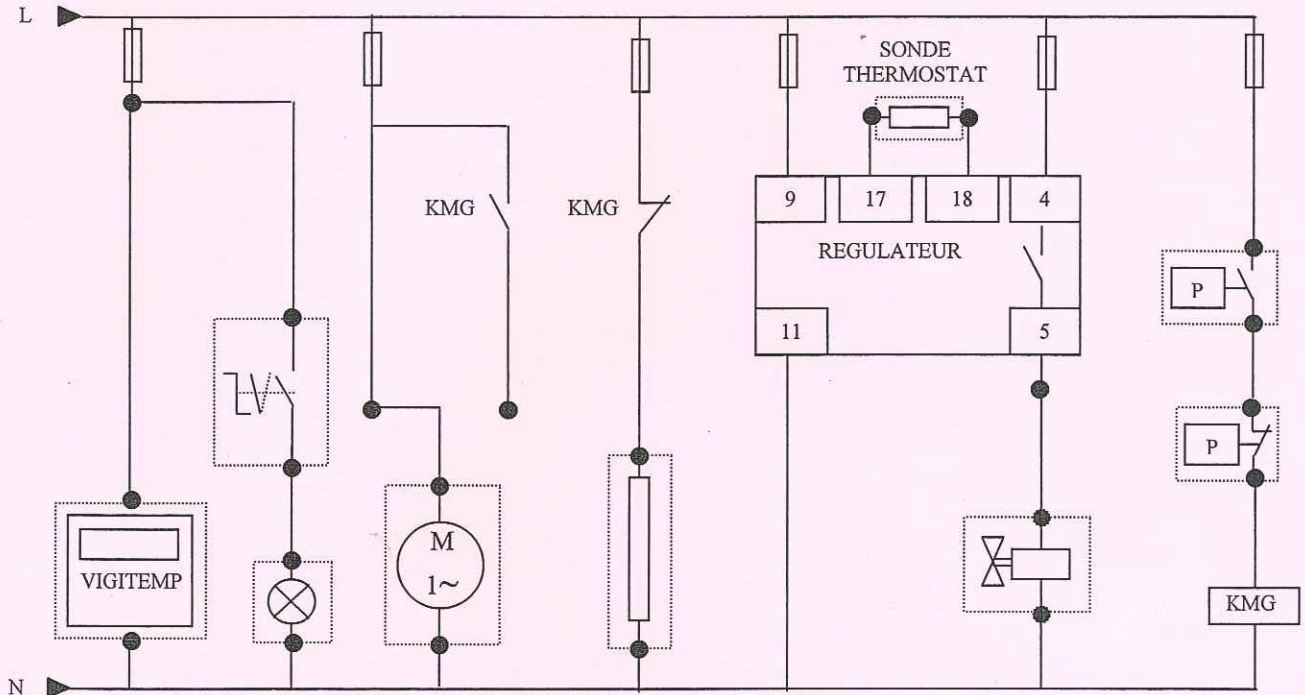 L
SONDE
THERMOSTAT
9
17
18
4
KMG
KMG
REGULATEUR
P
11
5
P
M
1~
VIGITEMP
KMG
N